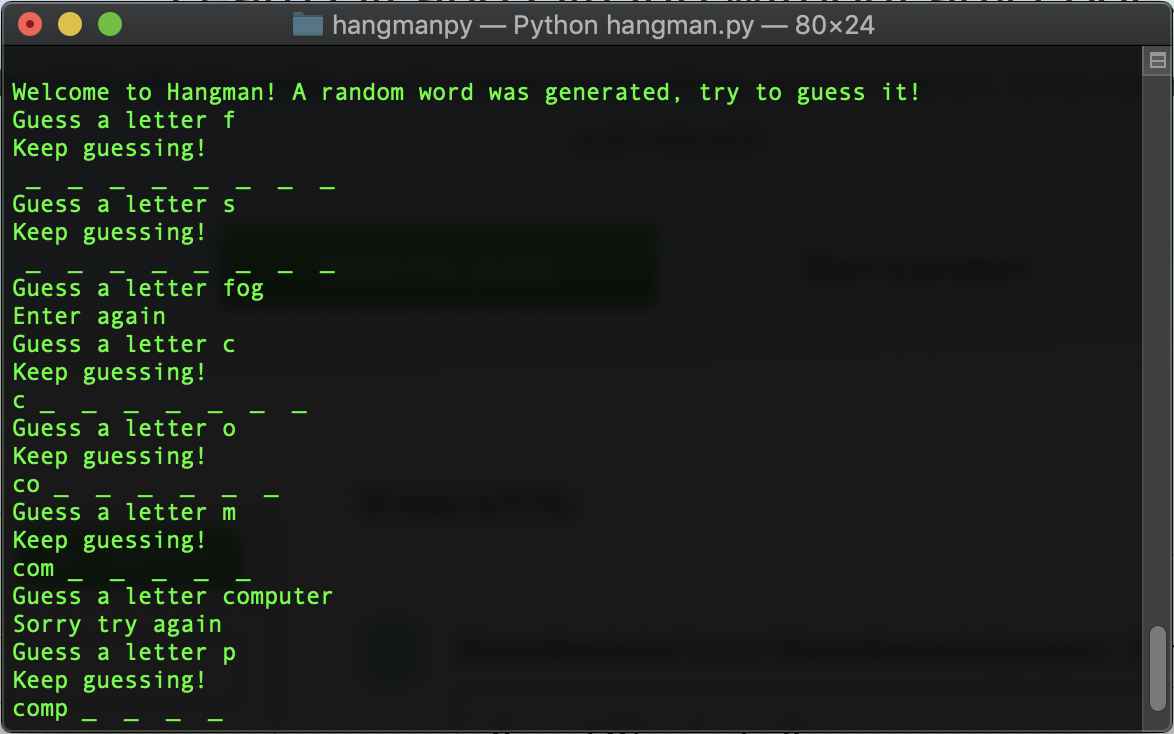 hangmanpy — Python hangman.py — 80×24
Welcome to Hangman! A random word was generated, try to guess it!
Guess a letter f
Keep guessing!
_ _ _ _ _ _ _ _
Guess a letter s
Keep guessing!
_ _ _ _ _ _ _ _
Guess a letter fog
Enter again
Guess a letter c
Keep guessing!
c _ _ _ _ _ _ _
Guess a letter o
Keep guessing!
co _ _ _ _ _ _
Guess a letter m
Keep guessing!
com _ _ _ _ _
Guess a letter computer
Sorry try again
Guess a letter p
Keep guessing!
comp _ _ _ _